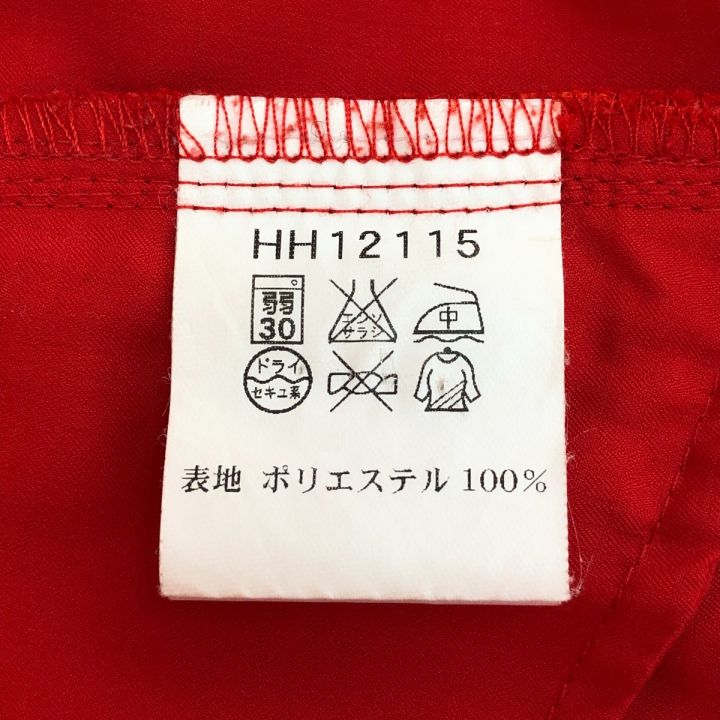 HH12115
弱
30
エンソ
サラシ
中
ドライ
セキユ系
表地 ポリエステル 100%